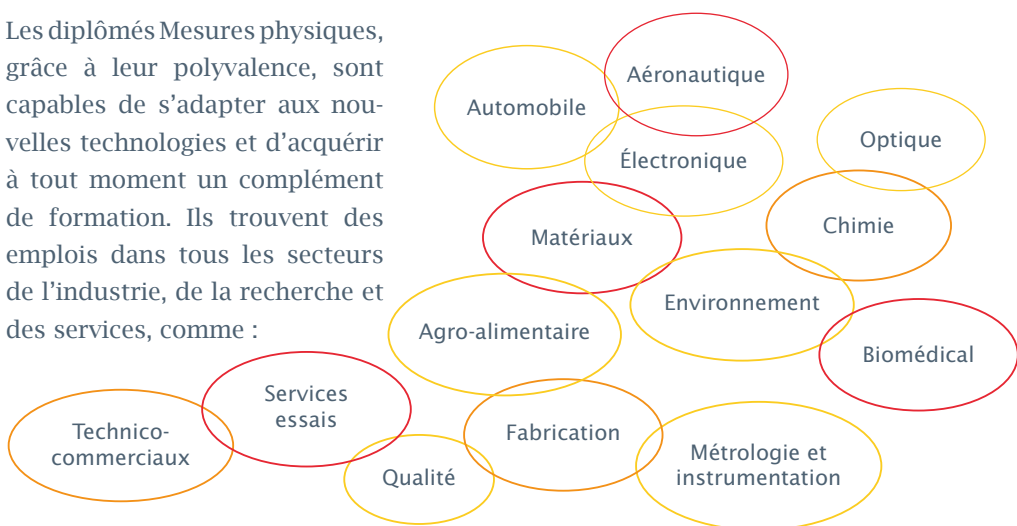 Les diplômés Mesures physiques,
grâce à leur polyvalence, sont
capables de s’adapter aux nou-
velles technologies et d’acquérir
à tout moment un complément
de formation. Ils trouvent des
emplois dans tous les secteurs
de l’industrie, de la recherche et
des services, comme :
Aéronautique
Automobile
Optique
Électronique
Chimie
Matériaux
Environnement
Agro-alimentaire
Biomédical
Services
essais
Technico-
commerciaux
Fabrication
Qualité
Métrologie et
instrumentation